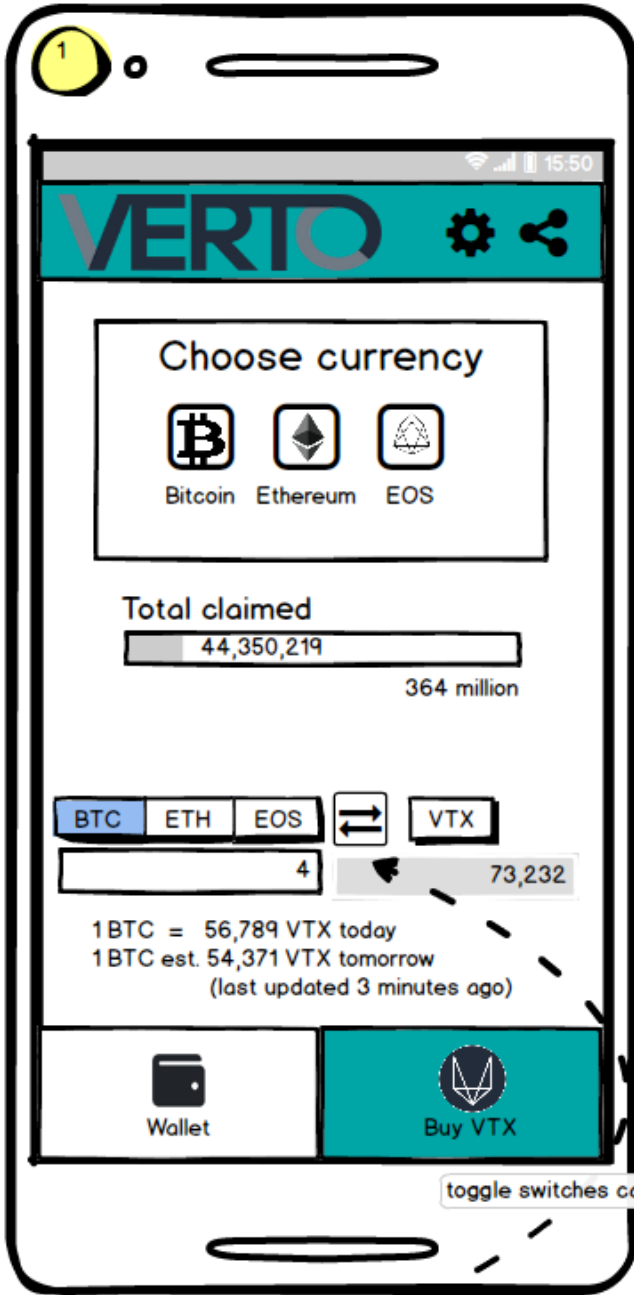 1
15:50
VERTO
Choose currency
Bitcoin Ethereum EOS
Total claimed
44,350,219
364 million
BTC ETH EOS VTX
4 73,232
1 BTC = 56,789 VTX today
1 BTC est. 54,371 VTX tomorrow
(last updated 3 minutes ago)
Wallet Buy VTX
toggle switches